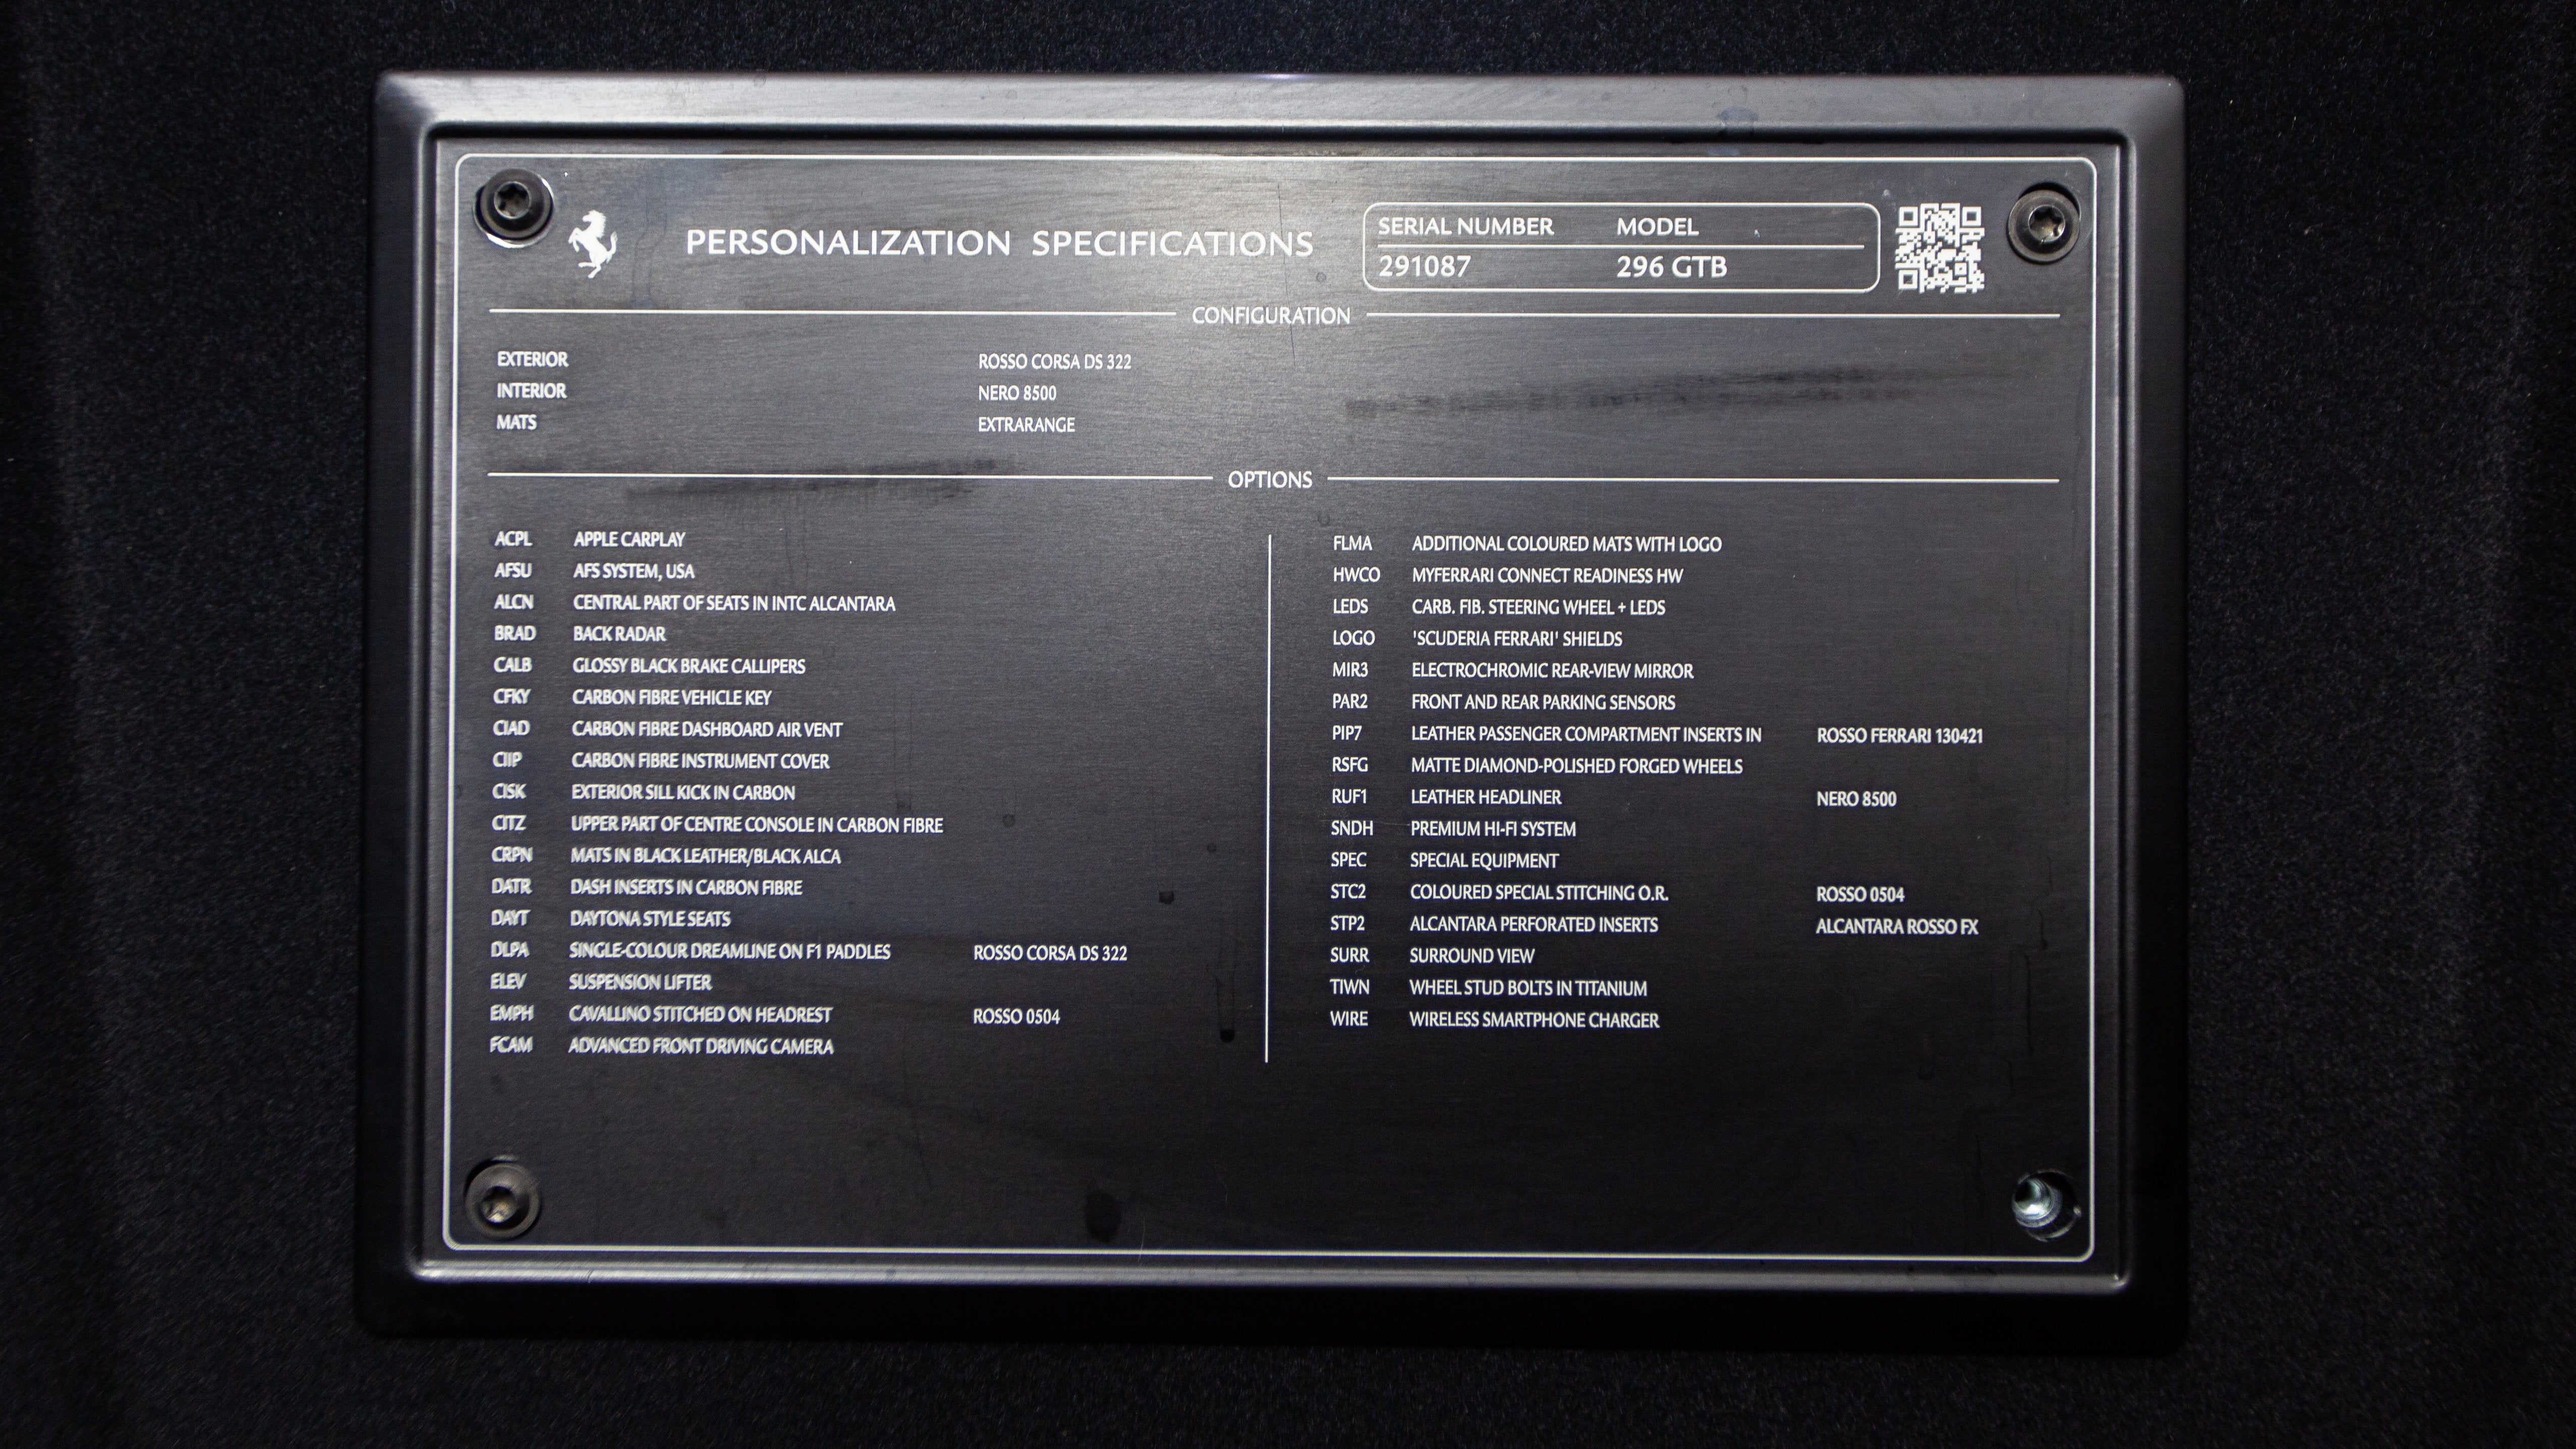 PERSONALIZATION SPECIFICATIONS
SERIAL NUMBER MODEL
291087 296 GTB
CONFIGURATION
EXTERIOR ROSSO CORSA DS 322
INTERIOR NERO 8500
MATS EXTRARANGE
OPTIONS
ACPL APPLE CARPLAY
AFSU AFS SYSTEM, USA
ALCN CENTRAL PART OF SEATS IN INTC ALCANTARA
BRAD BACK RADAR
CALB GLOSSY BLACK BRAKE CALLIPERS
CFKY CARBON FIBRE VEHICLE KEY
CIAD CARBON FIBRE DASHBOARD AIR VENT
CIIP CARBON FIBRE INSTRUMENT COVER
CISK EXTERIOR SILL KICK IN CARBON
CITZ UPPER PART OF CENTRE CONSOLE IN CARBON FIBRE
CRPN MATS IN BLACK LEATHER/BLACK ALCA
DATR DASH INSERTS IN CARBON FIBRE
DAYT DAYTONA STYLE SEATS
DLPA SINGLE-COLOUR DREAMLINE ON F1 PADDLES ROSSO CORSA DS 322
ELEV SUSPENSION LIFTER
EMPH CAVALLINO STITCHED ON HEADREST ROSSO 0504
FCAM ADVANCED FRONT DRIVING CAMERA
FLMA ADDITIONAL COLOURED MATS WITH LOGO
HWCO MYFERRARI CONNECT READINESS HW
LEDS CARB. FIB. STEERING WHEEL + LEDS
LOGO 'SCUDERIA FERRARI' SHIELDS
MIR3 ELECTROCHROMIC REAR-VIEW MIRROR
PAR2 FRONT AND REAR PARKING SENSORS
PIP7 LEATHER PASSENGER COMPARTMENT INSERTS IN ROSSO FERRARI 130421
RSFG MATTE DIAMOND-POLISHED FORGED WHEELS
RUF1 LEATHER HEADLINER NERO 8500
SNDH PREMIUM HI-FI SYSTEM
SPEC SPECIAL EQUIPMENT
STC2 COLOURED SPECIAL STITCHING O.R. ROSSO 0504
STP2 ALCANTARA PERFORATED INSERTS ALCANTARA ROSSO FX
SURR SURROUND VIEW
TIWN WHEEL STUD BOLTS IN TITANIUM
WIRE WIRELESS SMARTPHONE CHARGER